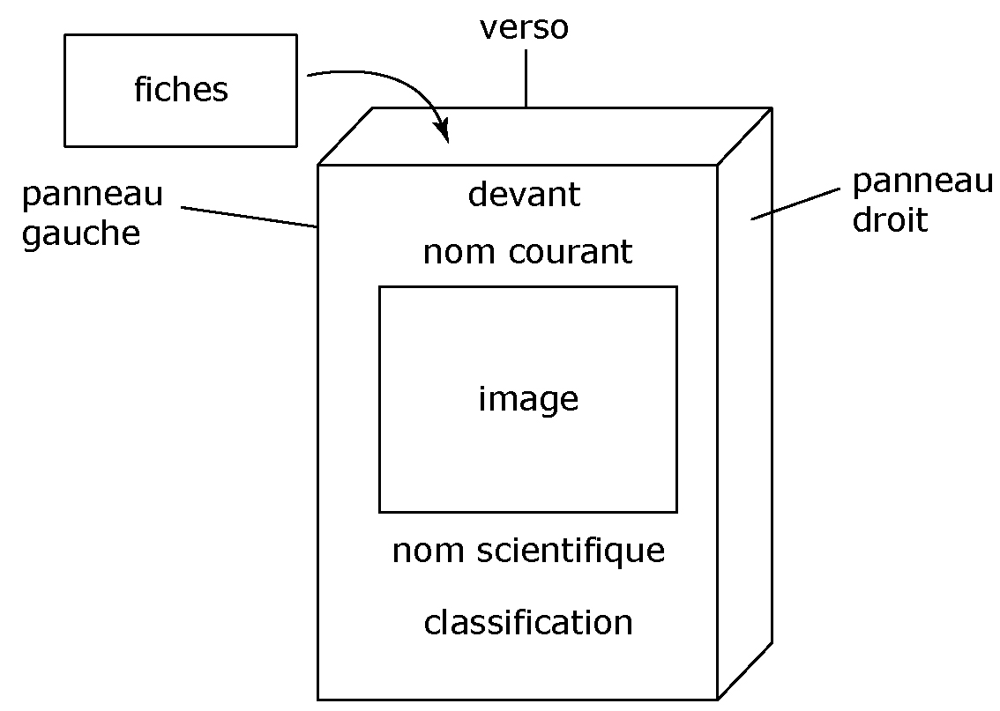 verso
fiches
panneau
gauche
devant
panneau
droit
nom courant
image
nom scientifique
classification